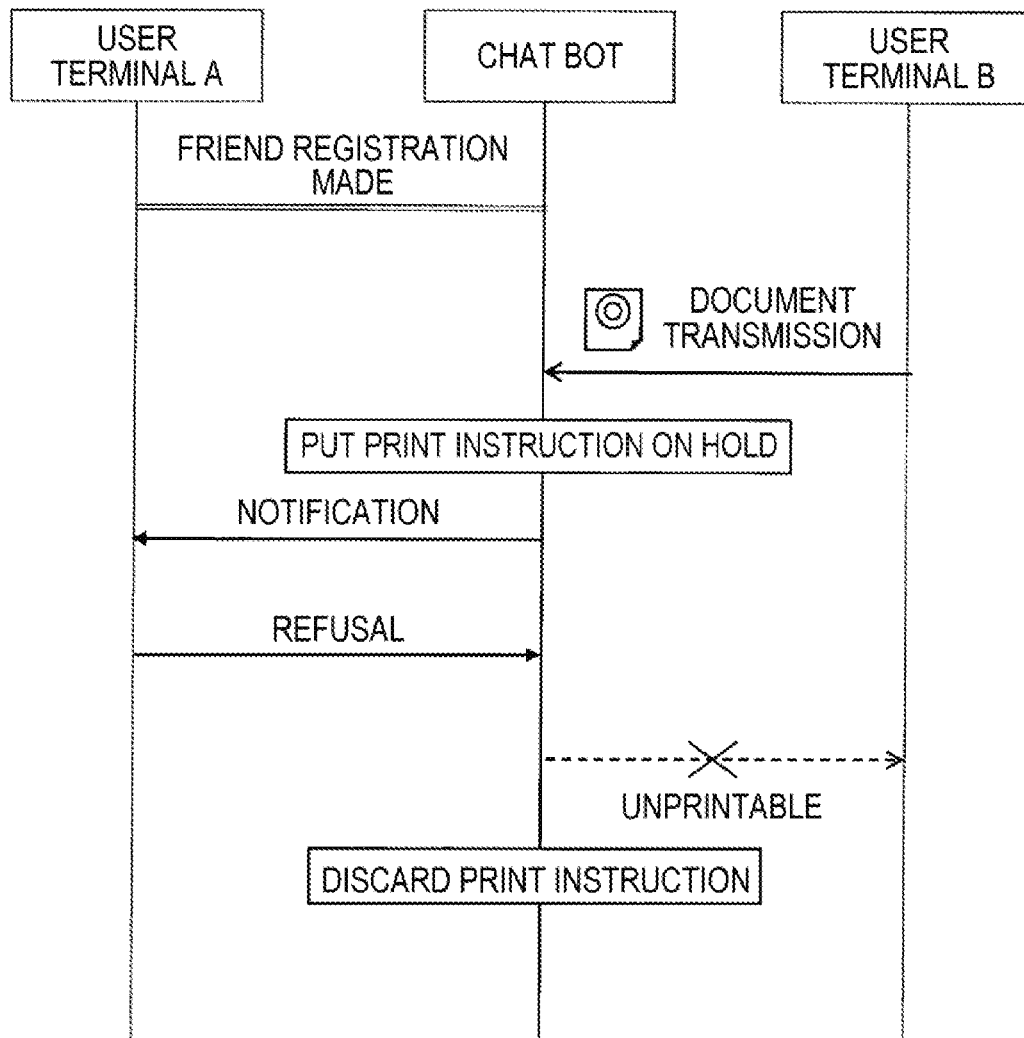 USER
TERMINAL A
CHAT BOT
USER
TERMINAL B
FRIEND REGISTRATION
MADE
DOCUMENT
TRANSMISSION
PUT PRINT INSTRUCTION ON HOLD
NOTIFICATION
REFUSAL
UNPRINTABLE
DISCARD PRINT INSTRUCTION